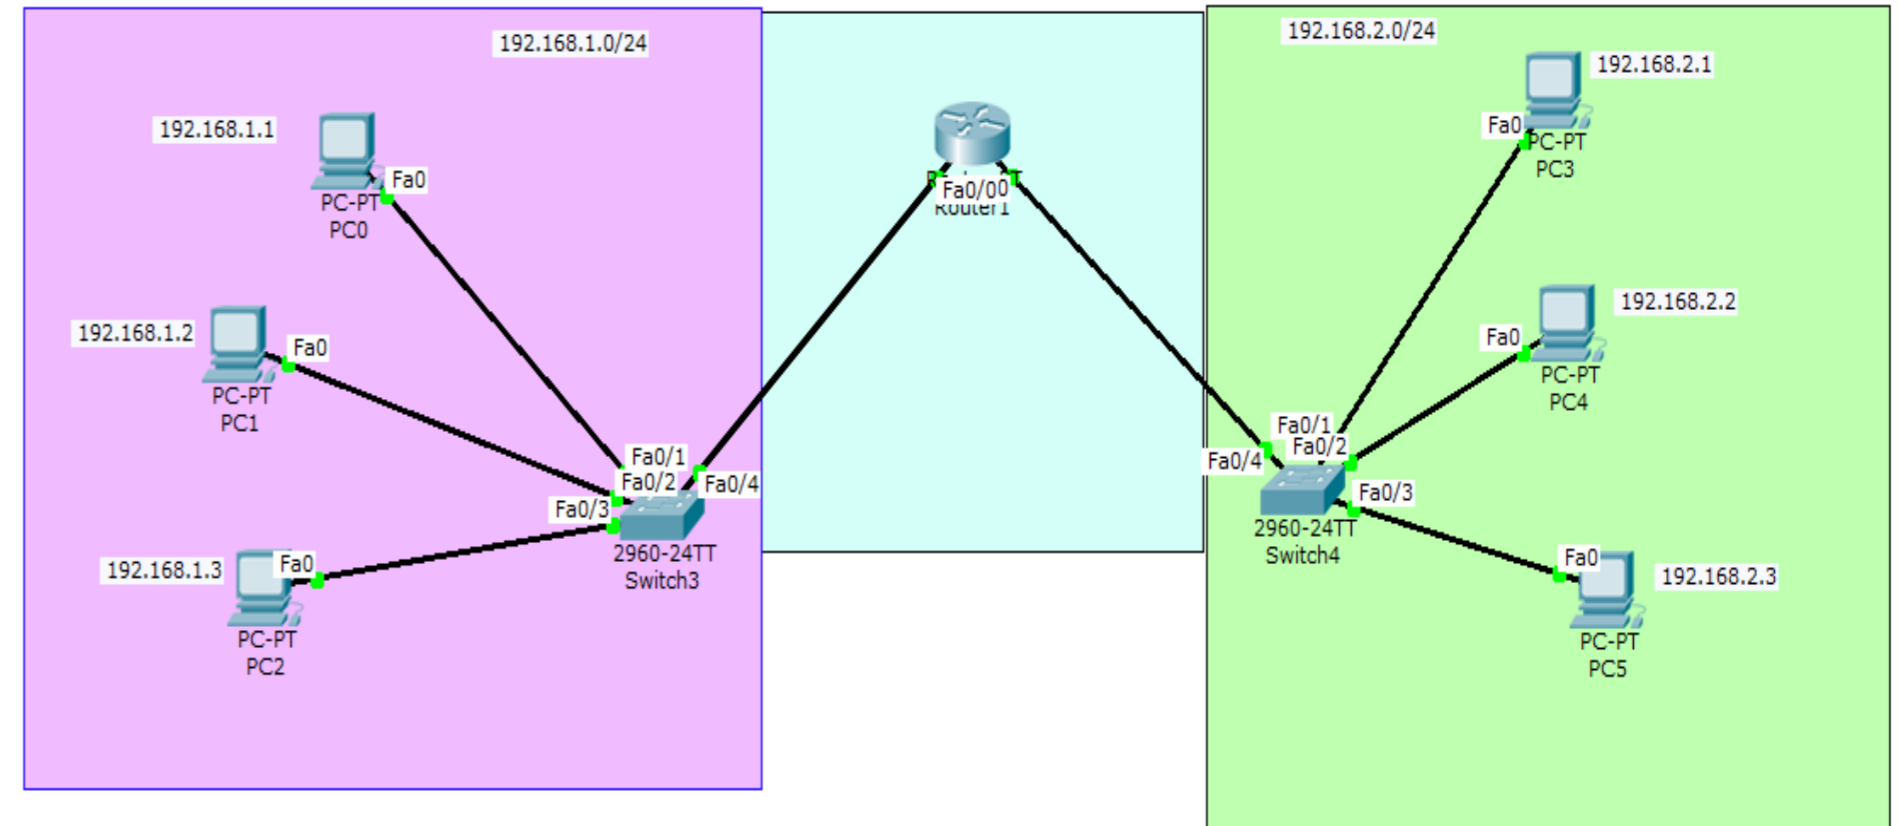 192.168.1.0/24
192.168.1.1
Fa0
PC-PT
PC0
192.168.1.2
Fa0
PC-PT
PC1
192.168.1.3
Fa0
PC-PT
PC2
Fa0/1
Fa0/2
Fa0/3
Fa0/4
2960-24TT
Switch3
Fa0/00
Router1
192.168.2.0/24
192.168.2.1
Fa0
PC-PT
PC3
192.168.2.2
Fa0
PC-PT
PC4
Fa0/1
Fa0/2
Fa0/4
Fa0/3
2960-24TT
Switch4
Fa0
192.168.2.3
PC-PT
PC5